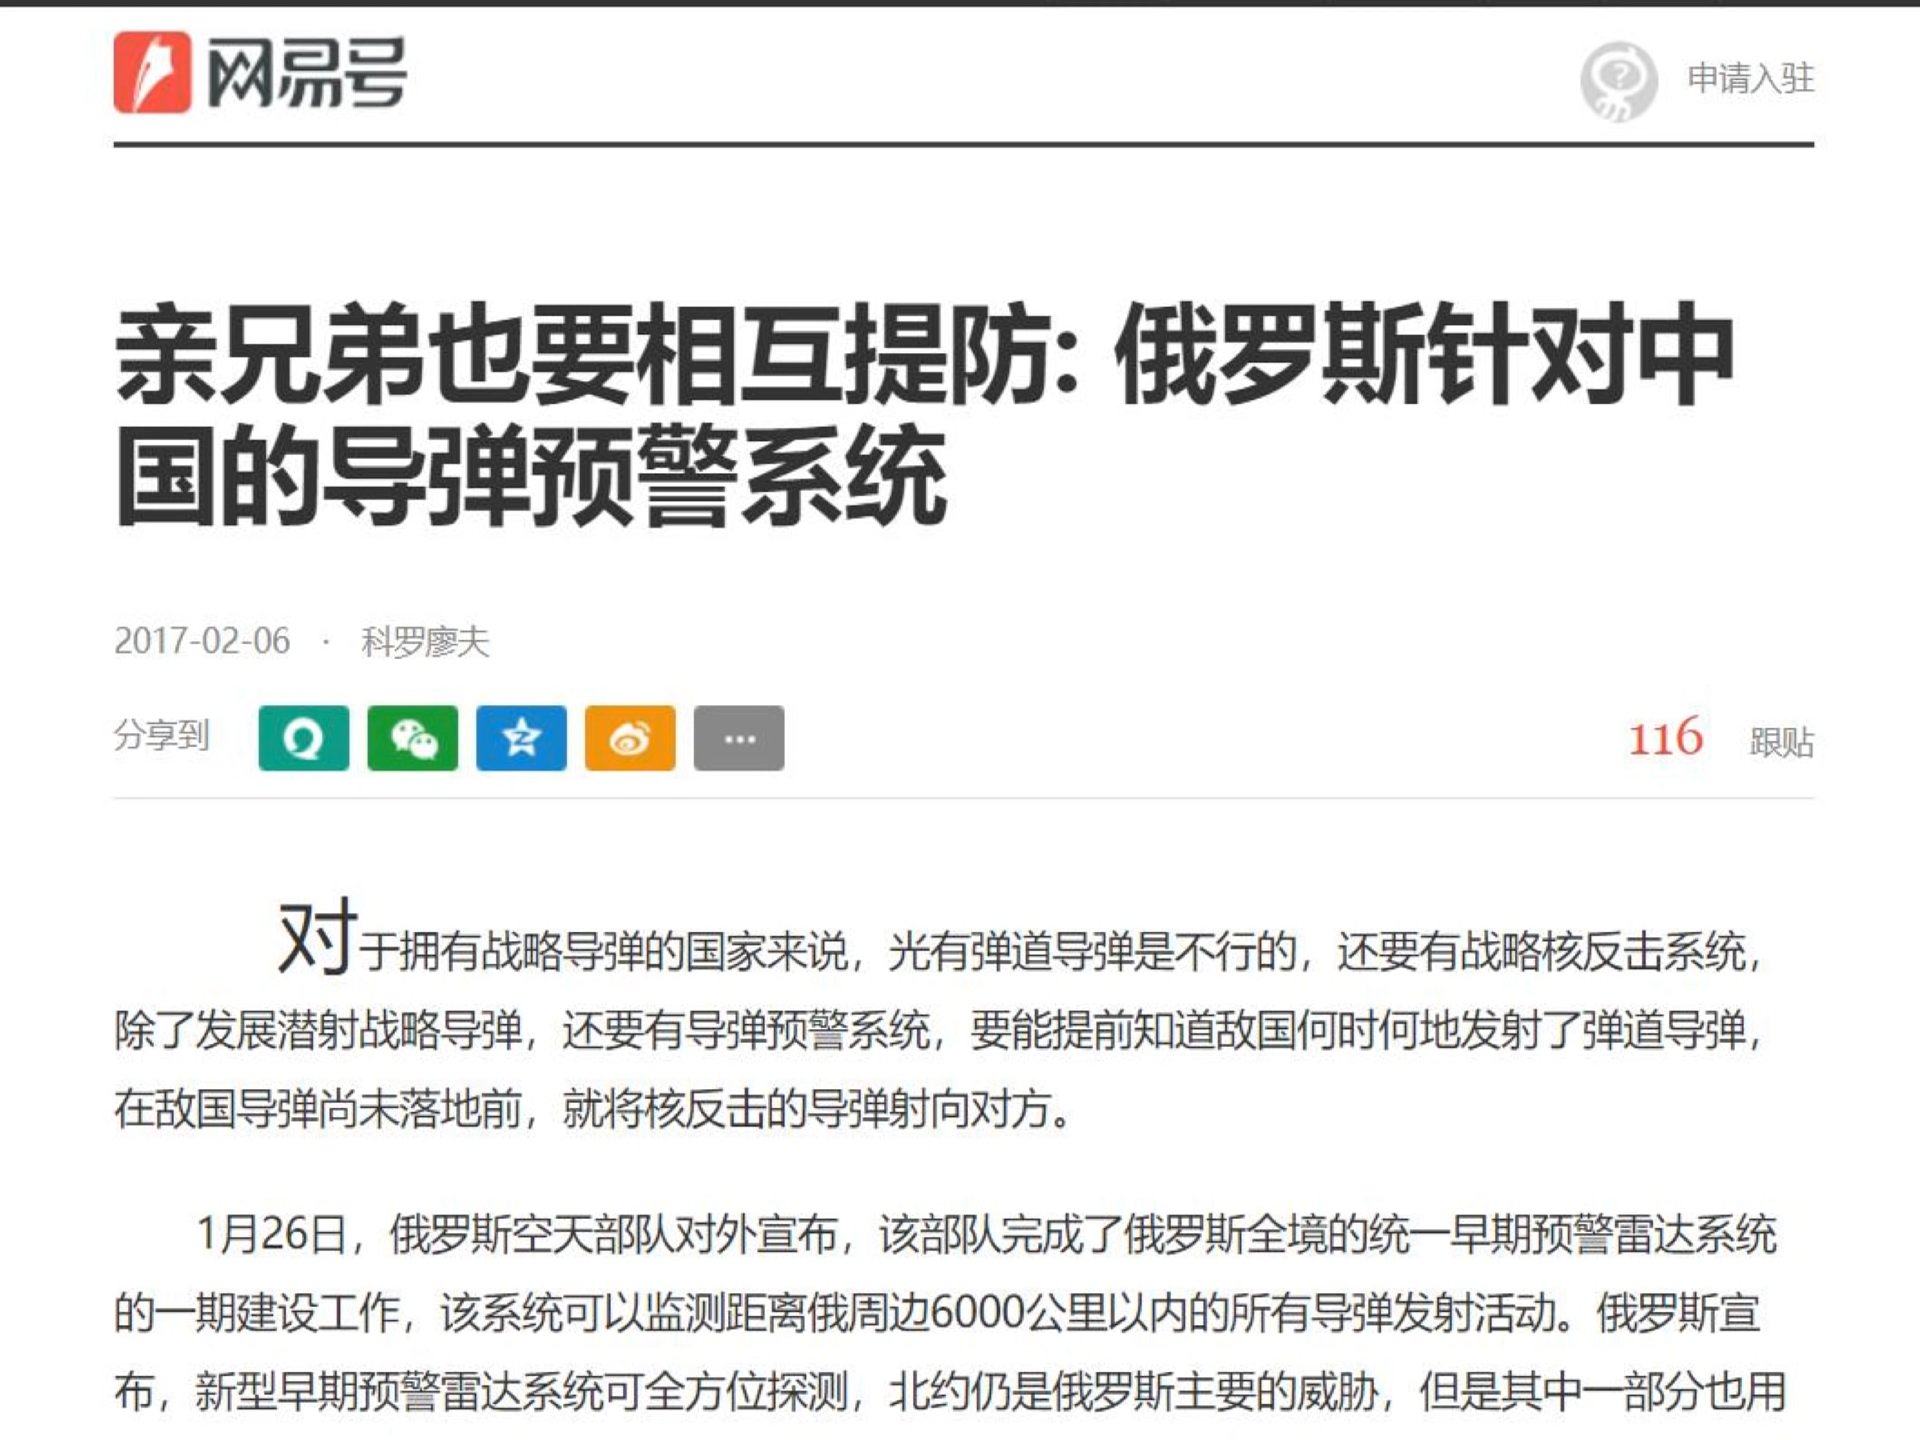 网易号
申请入驻
亲兄弟也要相互提防: 俄罗斯针对中
国的导弹预警系统
2017-02-06 · 科罗廖夫
分享到
116 跟贴
对于拥有战略导弹的国家来说，光有弹道导弹是不行的，还要有战略核反击系统，
除了发展潜射战略导弹，还要有导弹预警系统，要能提前知道敌国何时何地发射了弹道导弹，
在敌国导弹尚未落地前，就将核反击的导弹射向对方。
1月26日，俄罗斯空天部队对外宣布，该部队完成了俄罗斯全境的统一早期预警雷达系统
的一期建设工作，该系统可以监测距离俄周边6000公里以内的所有导弹发射活动。俄罗斯宣
布，新型早期预警雷达系统可全方位探测，北约仍是俄罗斯主要的威胁，但是其中一部分也用